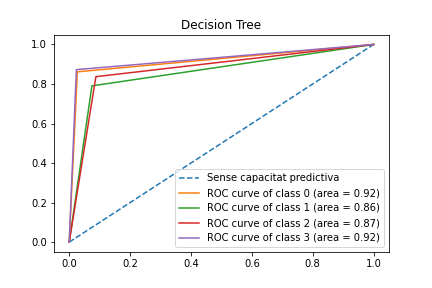 Decision Tree
1.0
0.8
0.6
0.4
0.2
0.0
Sense capacitat predictiva
ROC curve of class 0 (area = 0.92)
ROC curve of class 1 (area = 0.86)
ROC curve of class 2 (area = 0.87)
ROC curve of class 3 (area = 0.92)
0.0 0.2 0.4 0.6 0.8 1.0